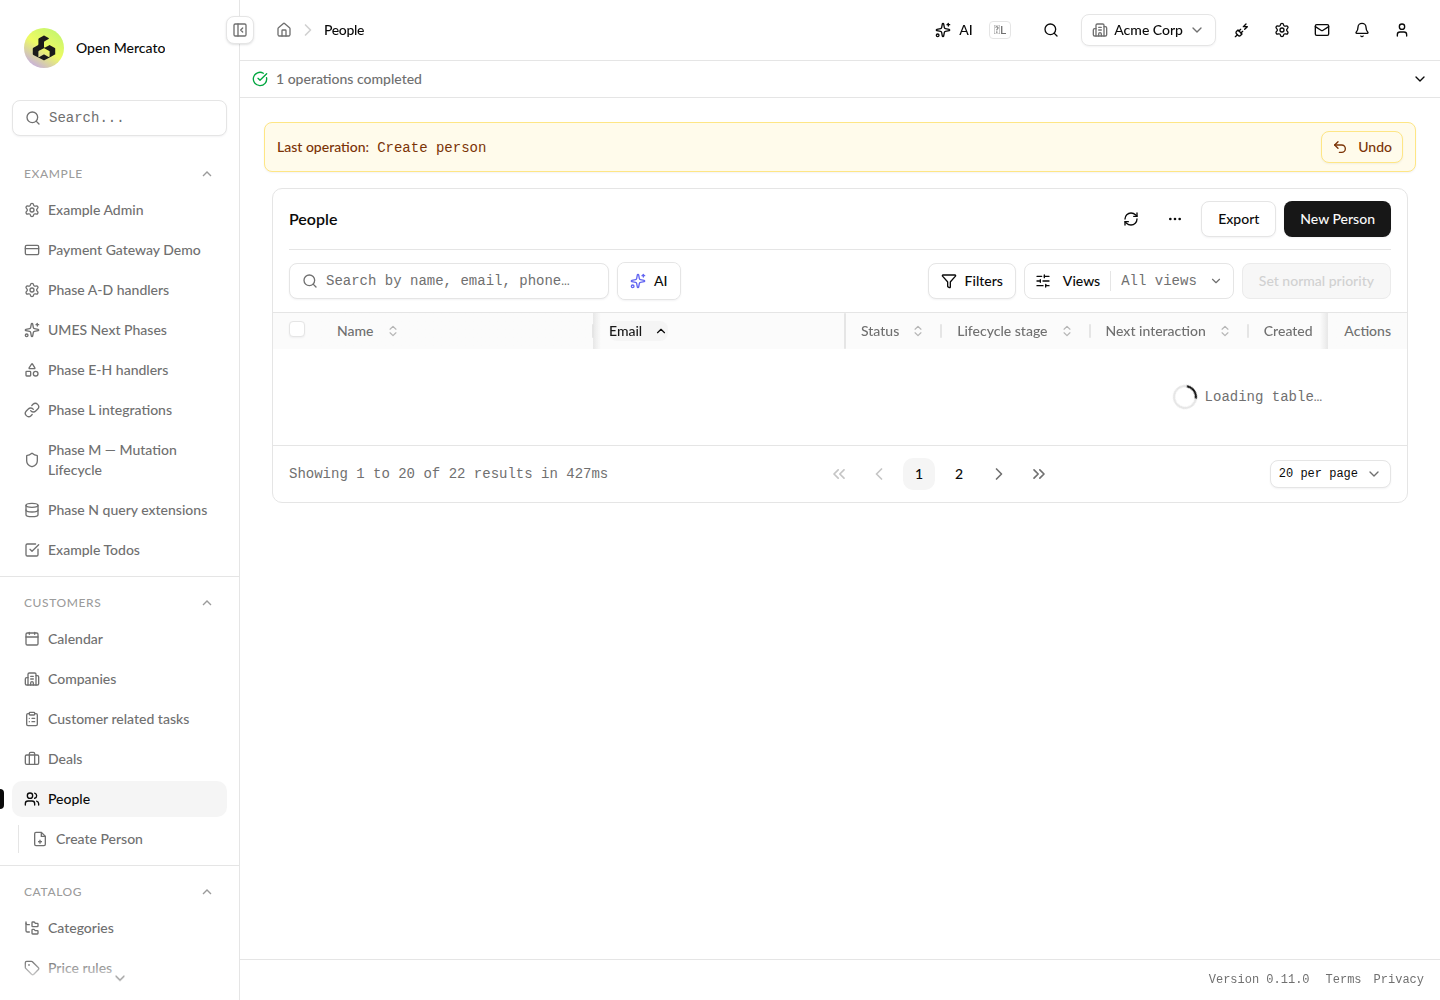 Open Mercato
People
AI
L
Acme Corp
1 operations completed
Search...
Last operation: Create person
Undo
EXAMPLE
Example Admin
Payment Gateway Demo
Phase A-D handlers
UMES Next Phases
Phase E-H handlers
Phase L integrations
Phase M — Mutation
Lifecycle
Phase N query extensions
Example Todos
CUSTOMERS
Calendar
Companies
Customer related tasks
Deals
People
Create Person
CATALOG
Categories
Price rules
People
Export
New Person
Search by name, email, phone…
AI
Filters
Views
All views
Set normal priority
Name
Email
Status
Lifecycle stage
Next interaction
Created
Actions
Loading table…
Showing 1 to 20 of 22 results in 427ms
1
2
20 per page
Version 0.11.0
Terms
Privacy